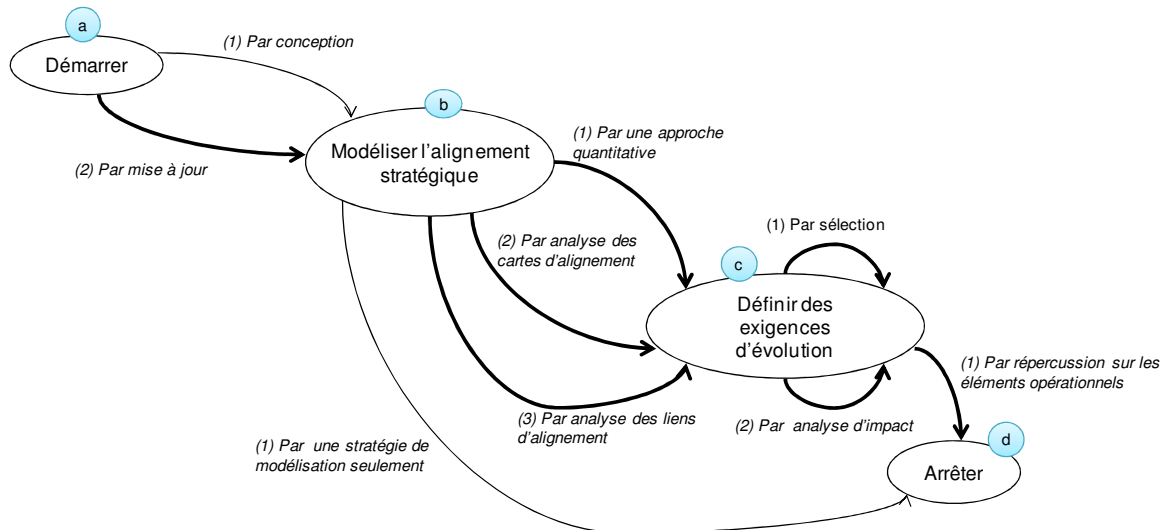 a
Démarrer
(1) Par conception
(2) Par mise à jour
b
Modéliser l'alignement
stratégique
(1) Par une approche
quantitative
(2) Par analyse des
cartes d'alignement
(1) Par sélection
c
Définir des
exigences
d'évolution
(1) Par répercussion sur les
éléments opérationnels
(3) Par analyse des liens
d'alignement
(2) Par analyse d'impact
(1) Par une stratégie de
modélisation seulement
d
Arrêter